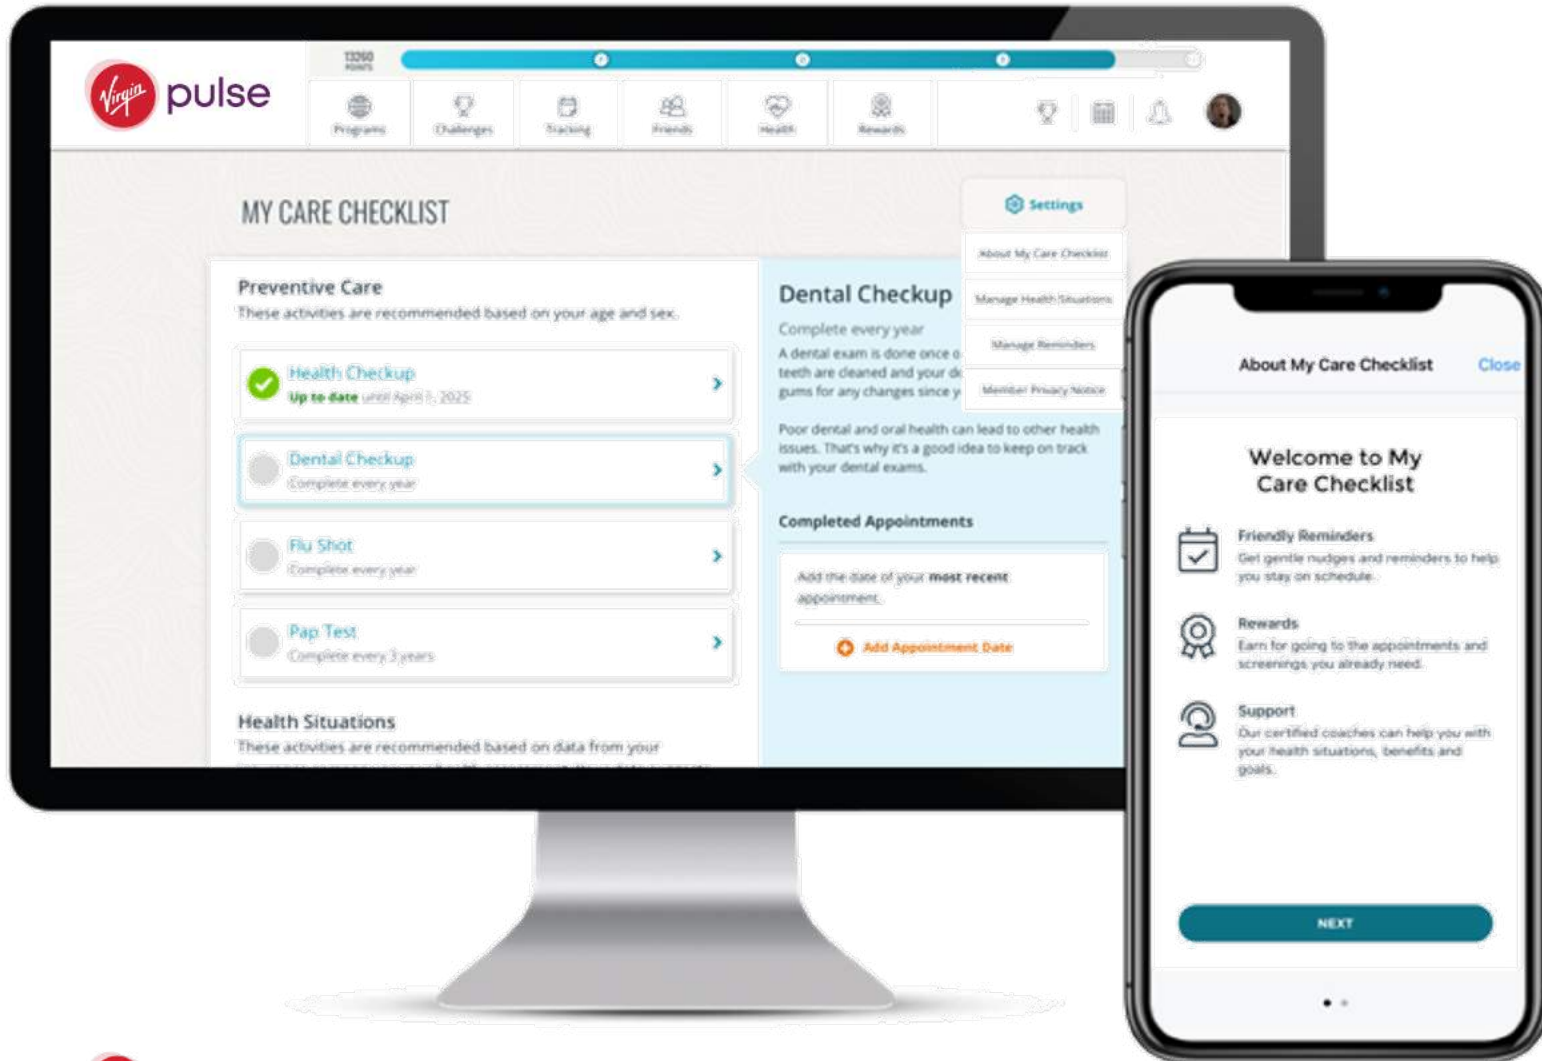 Virgin pulse
13260
POINTS
Programs
Challenges
Tracking
Friends
Health
Rewards
MY CARE CHECKLIST
Settings
About My Care Checklist
Manage Health Situations
Manage Reminders
Member Privacy Notice
Preventive Care
These activities are recommended based on your age and sex.
Health Checkup
Up to date until April 1, 2025
Dental Checkup
Complete every year
Flu Shot
Complete every year
Pap Test
Complete every 3 years
Health Situations
These activities are recommended based on data from your
Dental Checkup
Complete every year
A dental exam is done once o
teeth are cleaned and your de
gums for any changes since y
Poor dental and oral health can lead to other health
issues. That's why it's a good idea to keep on track
with your dental exams.
Completed Appointments
Add the date of your most recent
appointment.
Add Appointment Date
About My Care Checklist
Close
Welcome to My
Care Checklist
Friendly Reminders
Get gentle nudges and reminders to help
you stay on schedule.
Rewards
Earn for going to the appointments and
screenings you already need.
Support
Our certified coaches can help you with
your health situations, benefits and
goals.
NEXT